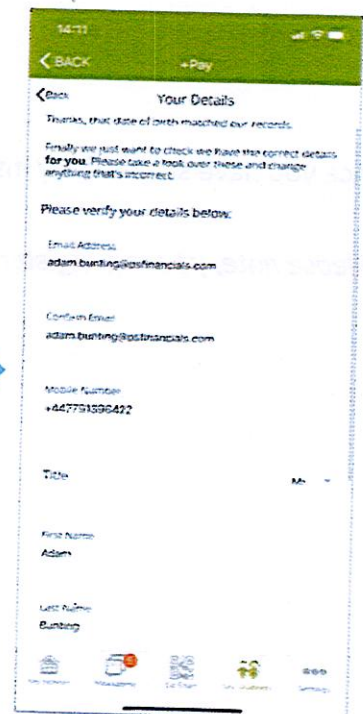 14:11
BACK
+Pay
Back
Your Details
Thanks, that date of birth matched our records.
Finally we just want to check we have the correct details
for you. Please take a look over these and change
anything that's incorrect.
Please verify your details below:
Email Address
adam.bunting@psfinancials.com
Confirm Email
adam.bunting@psfinancials.com
Mobile Number
Title
First Name
Adam
Last Name
Bunting